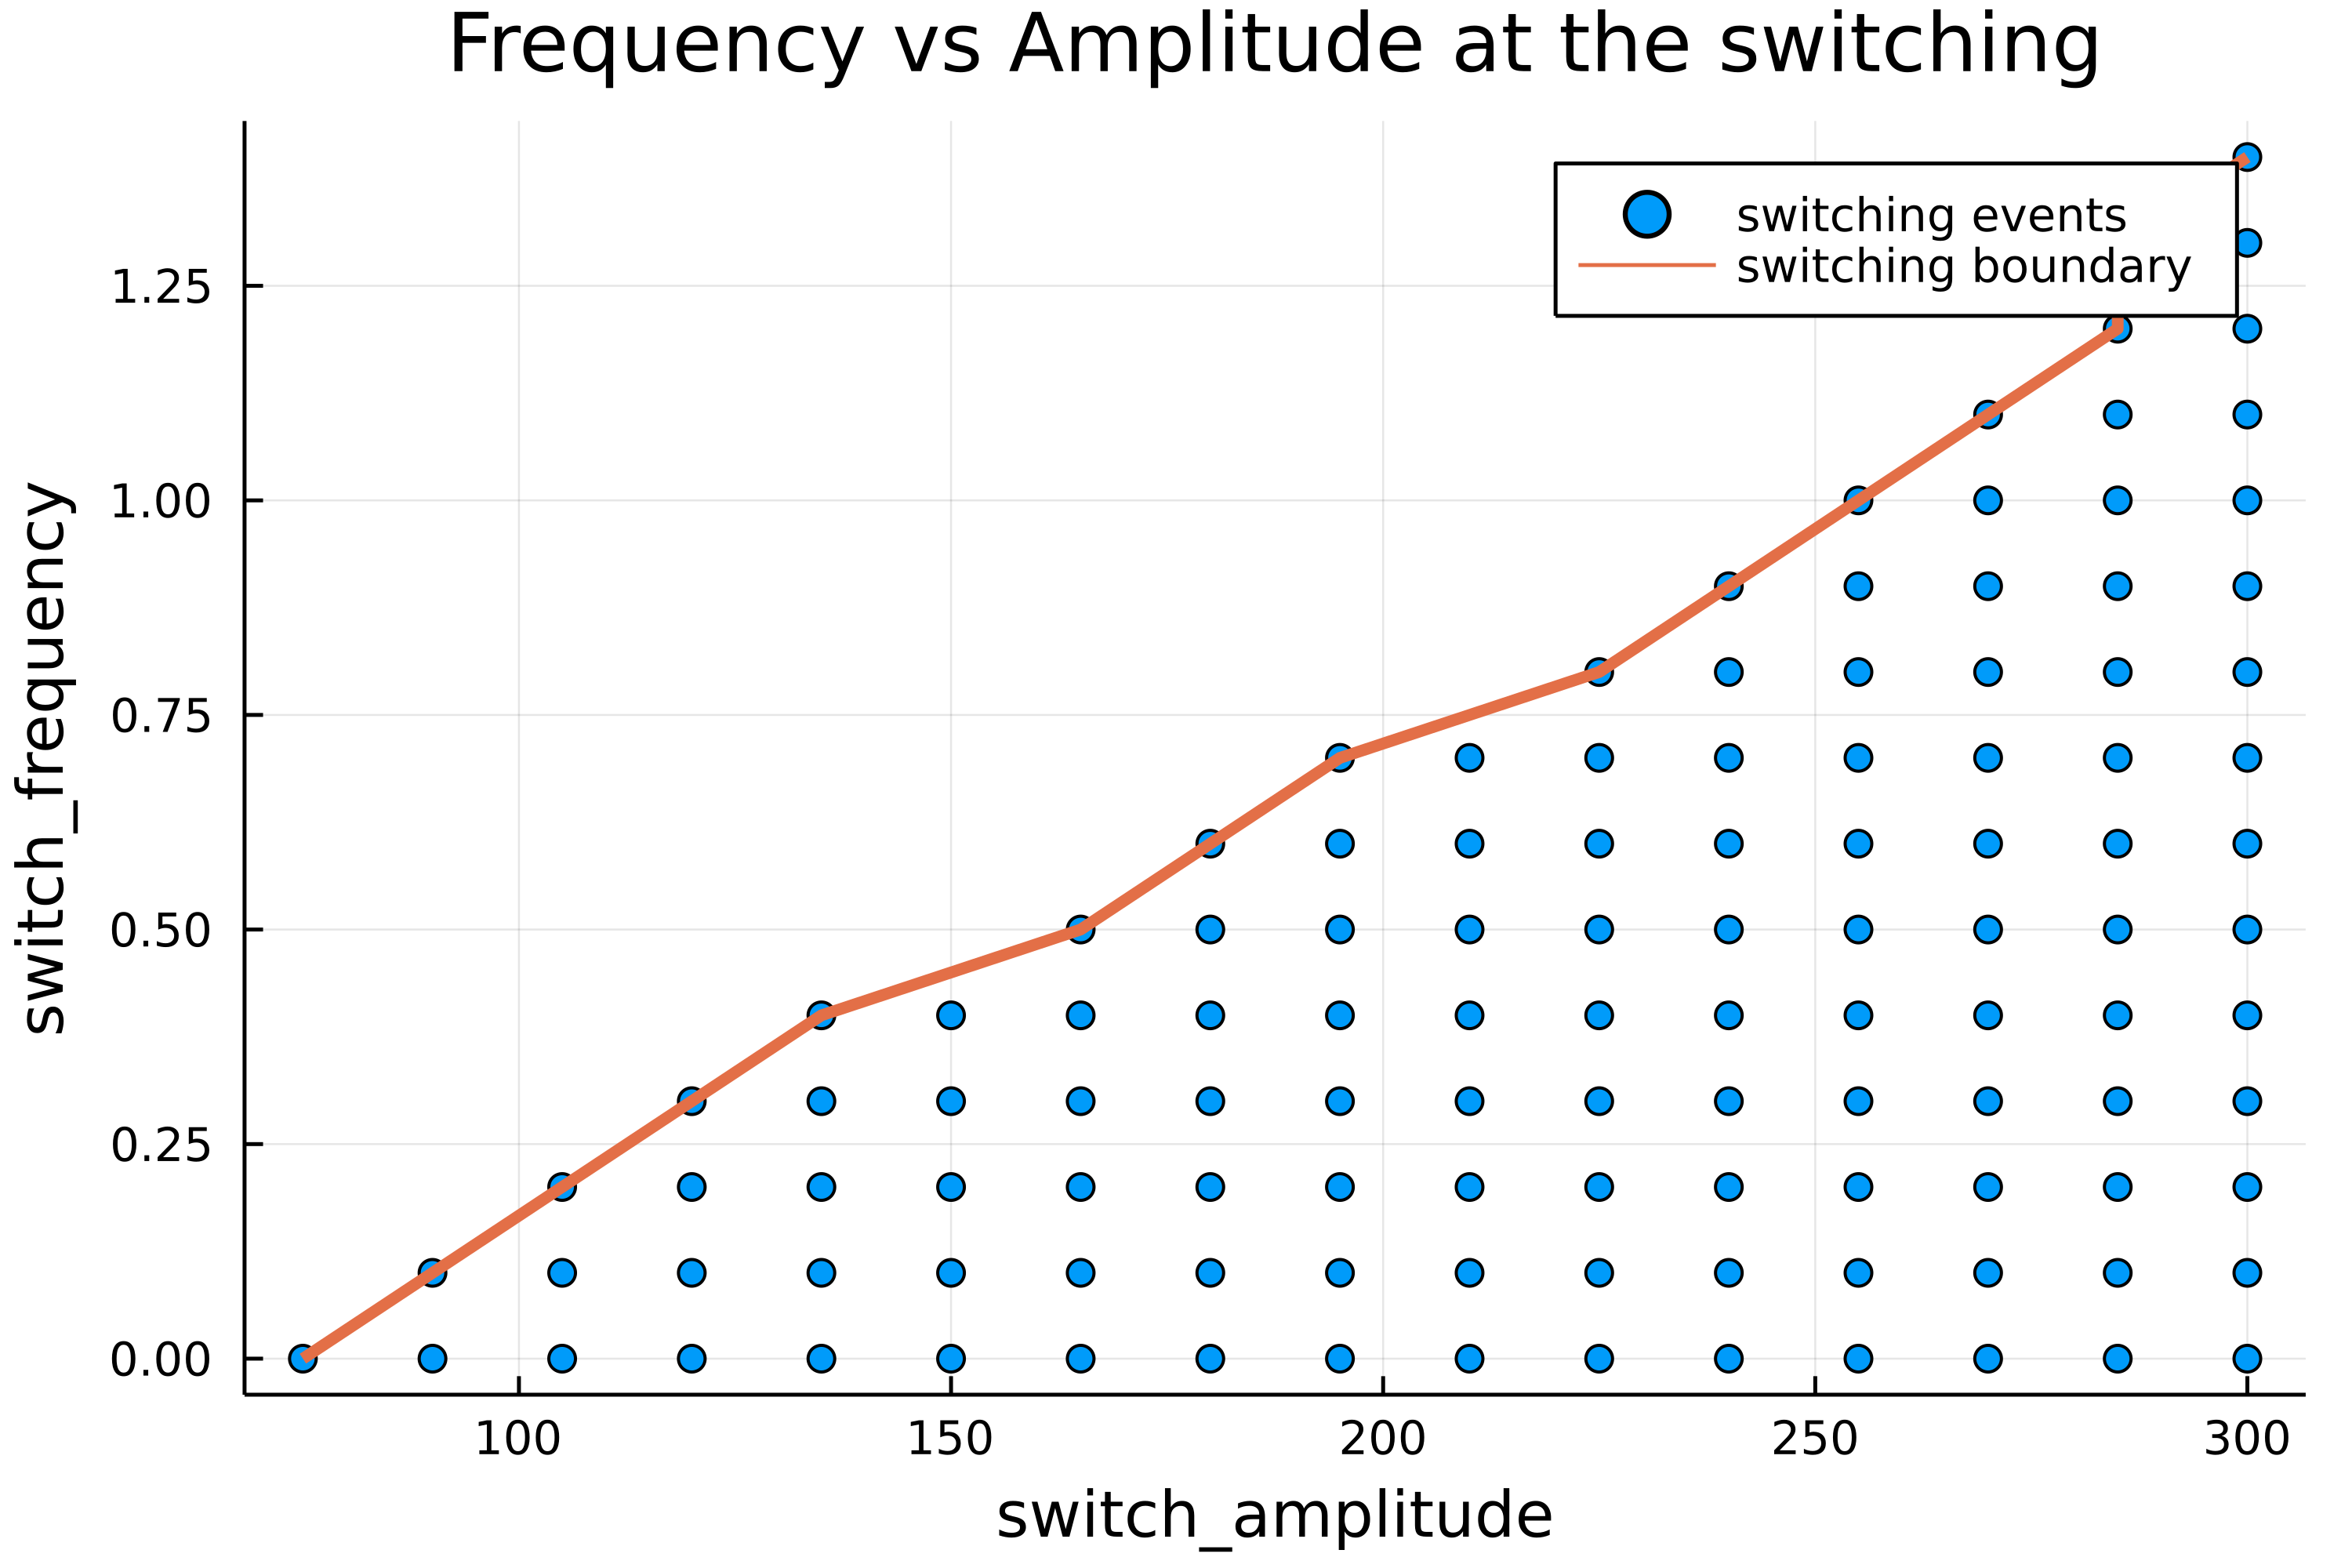 Frequency vs Amplitude at the switching
switching events
switching boundary
1.25
1.00
0.75
0.50
0.25
0.00
switch_frequency
100 150 200 250 300
switch_amplitude